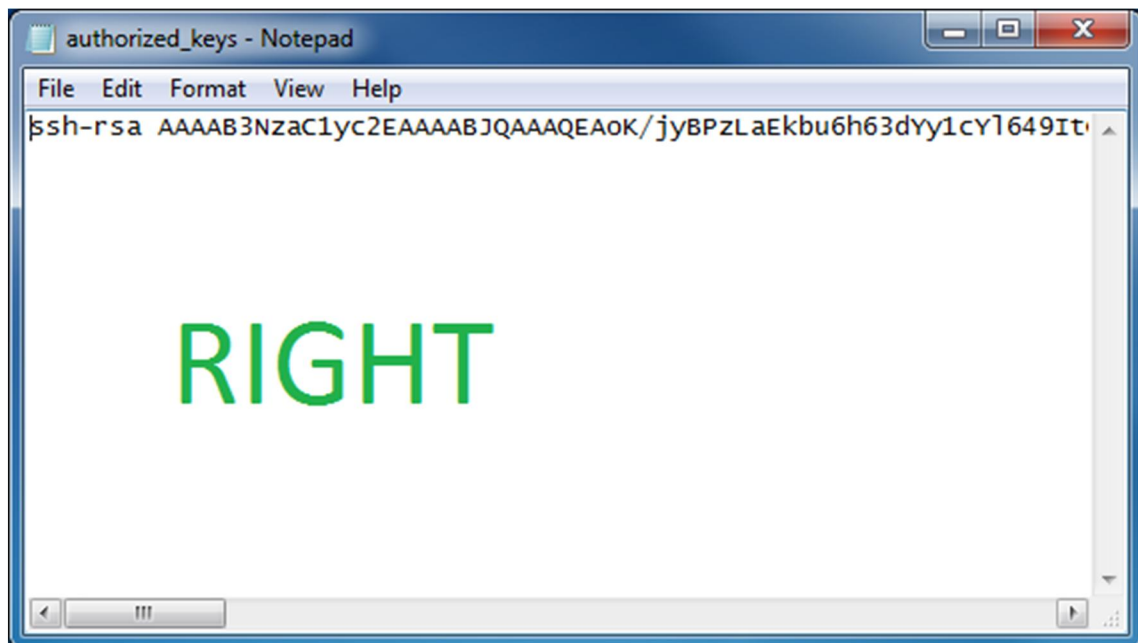 authorized_keys - Notepad
File Edit Format View Help
ssh-rsa AAAAB3NzaC1yc2EAAAABJQAAAQEAoK/jyBPzLaEkbu6h63dYy1cYl649It
RIGHT